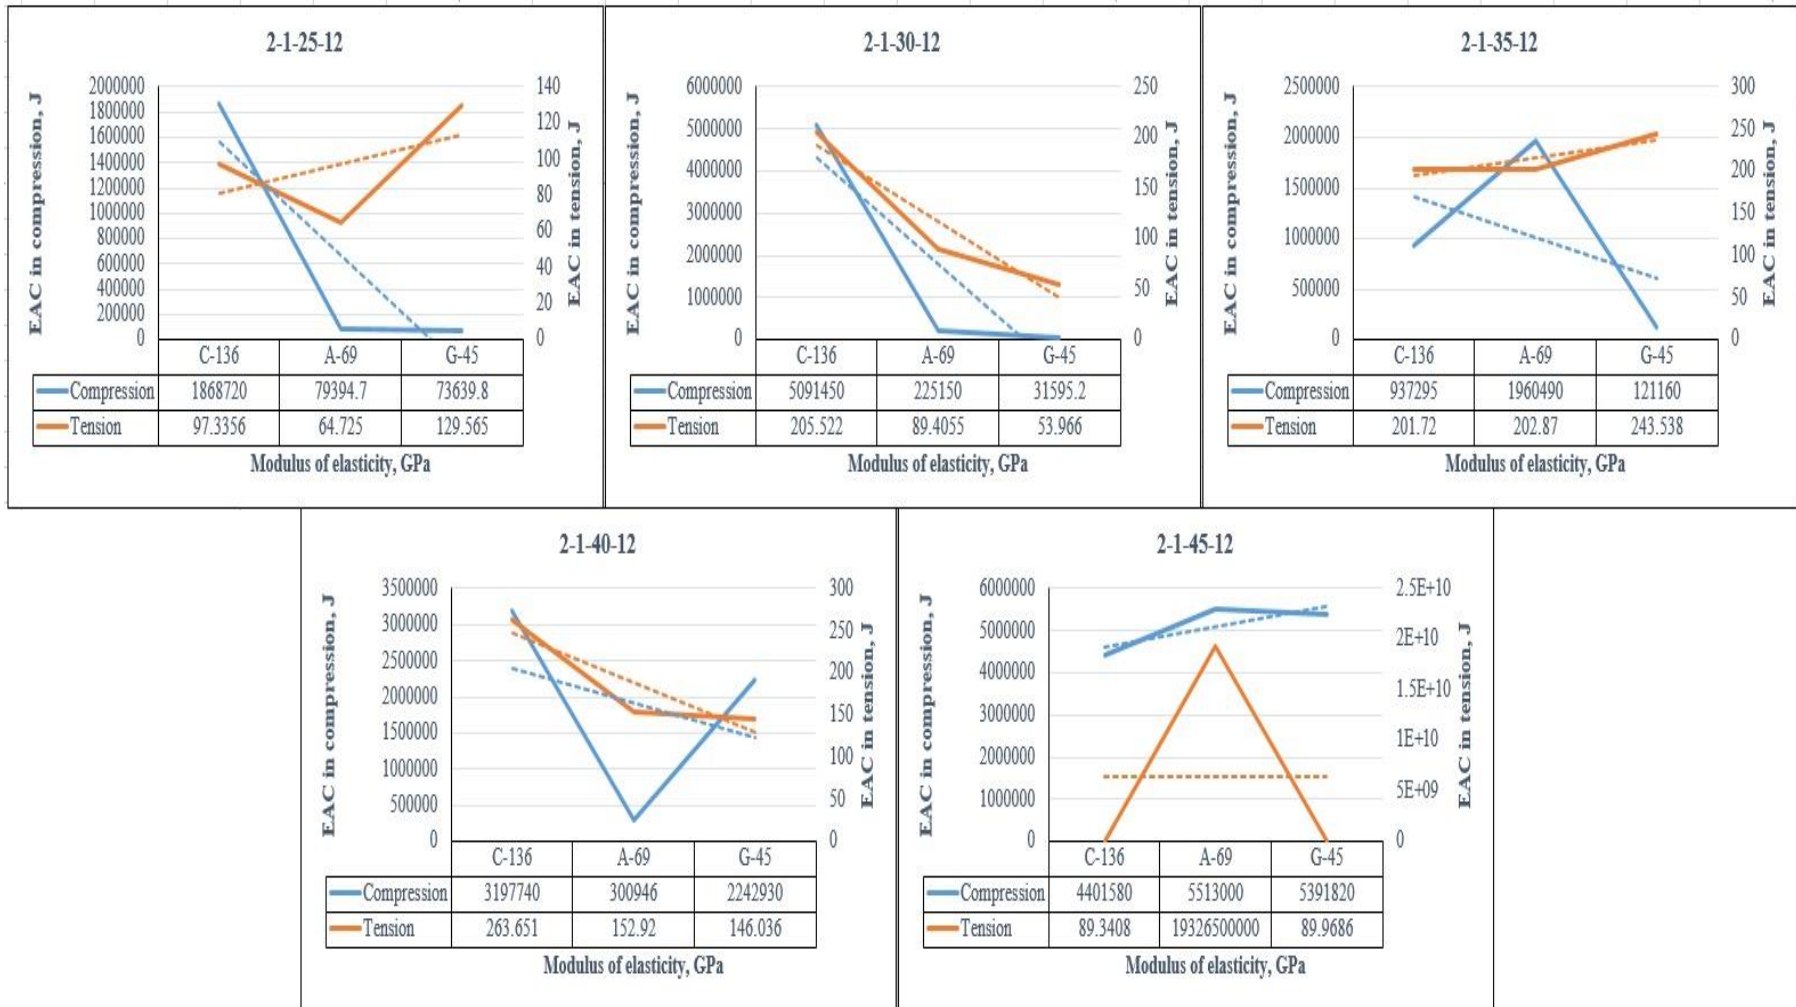 2-1-25-12
EAC in compression, J
2000000
1800000
1600000
1400000
1200000
1000000
800000
600000
400000
200000
0
140
120
100
80
60
40
20
0
EAC in tension, J
C-136 A-69 G-45
Compression 1868720 79394.7 73639.8
Tension 97.3356 64.725 129.565
Modulus of elasticity, GPa
2-1-30-12
EAC in compression, J
6000000
5000000
4000000
3000000
2000000
1000000
0
250
200
150
100
50
0
EAC in tension, J
C-136 A-69 G-45
Compression 5091450 225150 31595.2
Tension 205.522 89.4055 53.966
Modulus of elasticity, GPa
2-1-35-12
EAC in compression, J
2500000
2000000
1500000
1000000
500000
0
300
250
200
150
100
50
0
EAC in tension, J
C-136 A-69 G-45
Compression 937295 1960490 121160
Tension 201.72 202.87 243.538
Modulus of elasticity, GPa
2-1-40-12
EAC in compression, J
3500000
3000000
2500000
2000000
1500000
1000000
500000
0
300
250
200
150
100
50
0
EAC in tension, J
C-136 A-69 G-45
Compression 3197740 300946 2242930
Tension 263.651 152.92 146.036
Modulus of elasticity, GPa
2-1-45-12
EAC in compression, J
6000000
5000000
4000000
3000000
2000000
1000000
0
2.5E+10
2E+10
1.5E+10
1E+10
5E+09
0
EAC in tension, J
C-136 A-69 G-45
Compression 4401580 5513000 5391820
Tension 89.3408 19326500000 89.9686
Modulus of elasticity, GPa